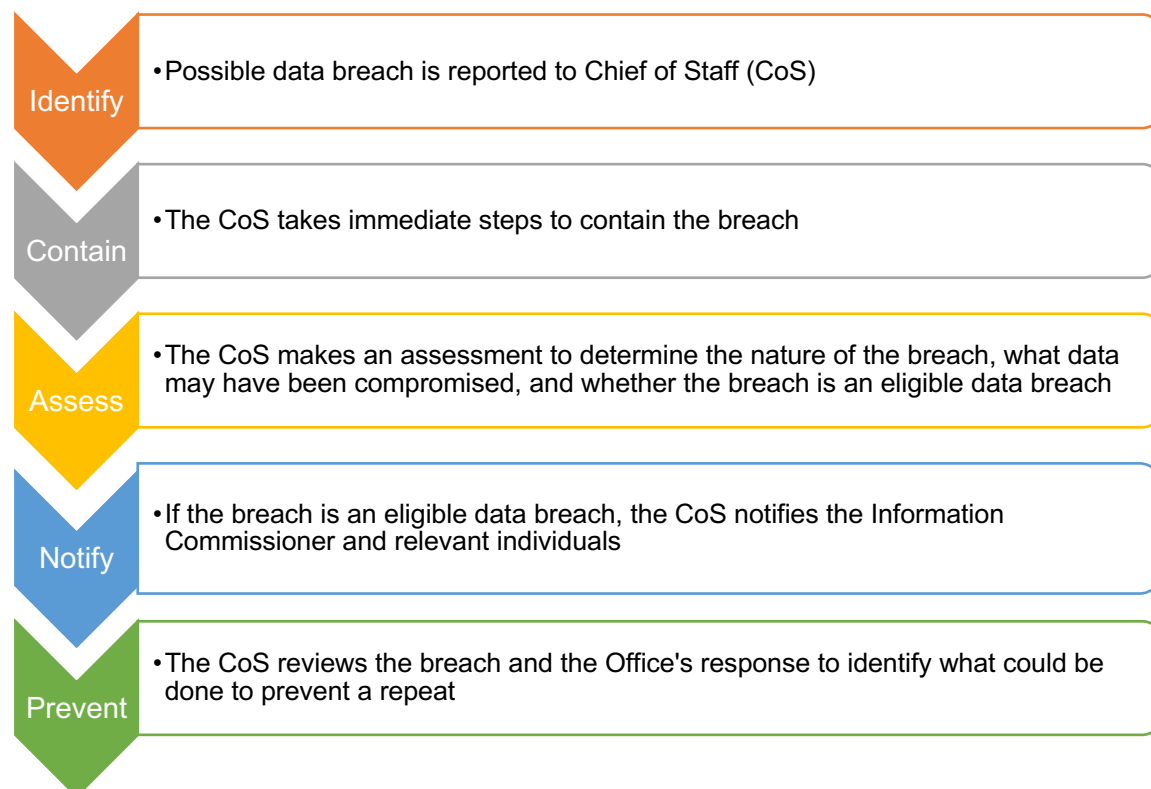 Identify
•Possible data breach is reported to Chief of Staff (CoS)
Contain
•The CoS takes immediate steps to contain the breach
Assess
•The CoS makes an assessment to determine the nature of the breach, what data
may have been compromised, and whether the breach is an eligible data breach
Notify
•If the breach is an eligible data breach, the CoS notifies the Information
Commissioner and relevant individuals
Prevent
•The CoS reviews the breach and the Office's response to identify what could be
done to prevent a repeat